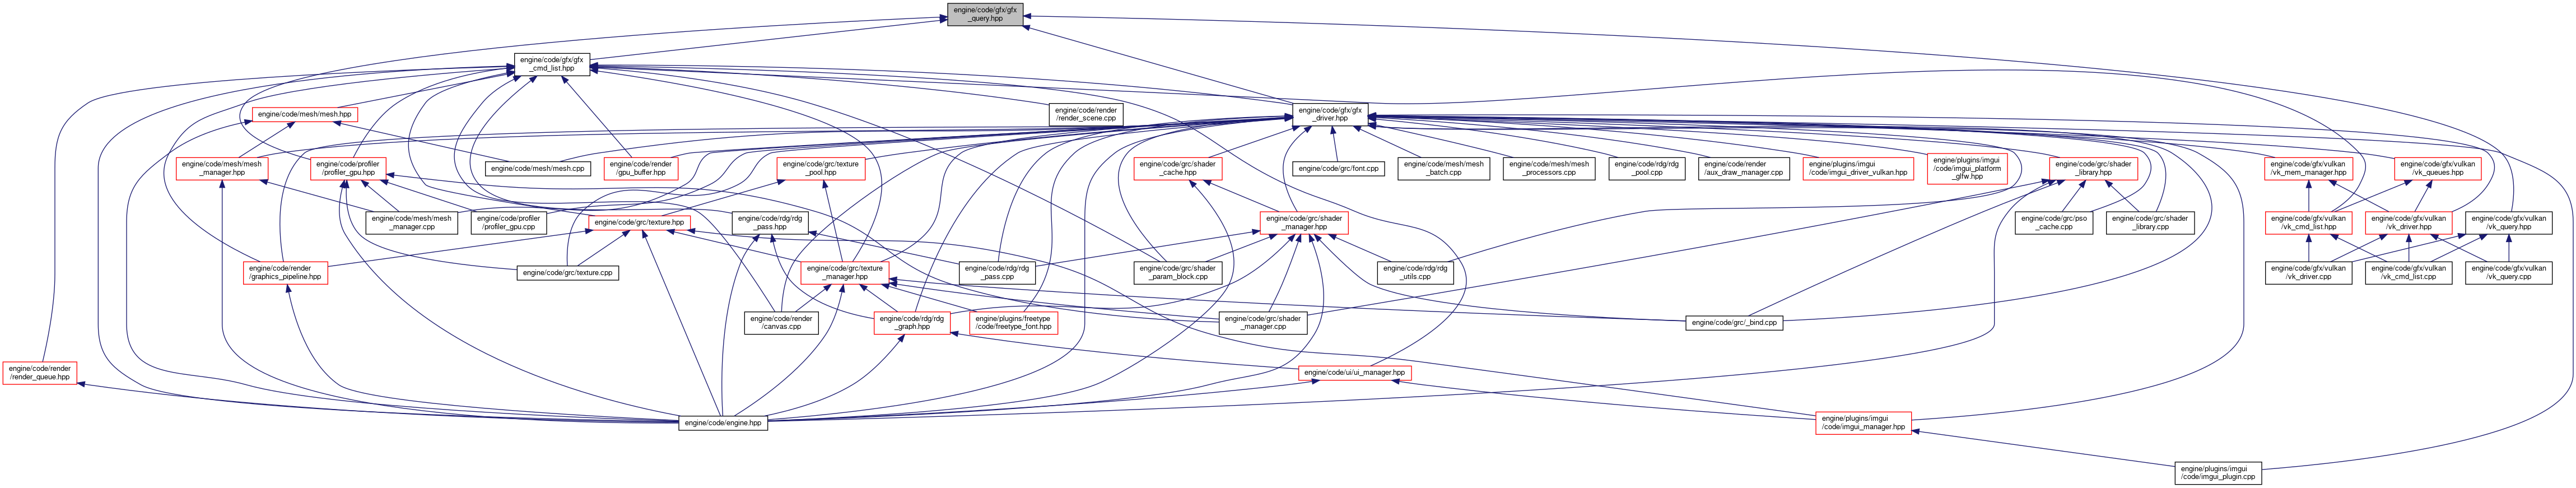 engine/code/gfx/gfx
_query.hpp
engine/code/gfx/gfx
_cmd_list.hpp
engine/code/mesh/mesh.hpp
engine/code/render
/render_scene.cpp
engine/code/gfx/gfx
_driver.hpp
engine/code/mesh/mesh
_manager.hpp
engine/code/profiler
/profiler_gpu.hpp
engine/code/mesh/mesh.cpp
engine/code/render
/gpu_buffer.hpp
engine/code/grc/texture
_pool.hpp
engine/code/grc/shader
_cache.hpp
engine/code/grc/font.cpp
engine/code/mesh/mesh
_batch.cpp
engine/code/mesh/mesh
_processors.cpp
engine/code/rdg/rdg
_pool.cpp
engine/code/render
/aux_draw_manager.cpp
engine/plugins/imgui
/code/imgui_driver_vulkan.hpp
engine/plugins/imgui
/code/imgui_platform
_glfw.hpp
engine/code/grc/shader
_library.hpp
engine/code/gfx/vulkan
/vk_mem_manager.hpp
engine/code/gfx/vulkan
/vk_queues.hpp
engine/code/mesh/mesh
_manager.cpp
engine/code/profiler
/profiler_gpu.cpp
engine/code/grc/texture.hpp
engine/code/rdg/rdg
_pass.hpp
engine/code/grc/shader
_manager.hpp
engine/code/grc/pso
_cache.cpp
engine/code/grc/shader
_library.cpp
engine/code/gfx/vulkan
/vk_cmd_list.hpp
engine/code/gfx/vulkan
/vk_driver.hpp
engine/code/gfx/vulkan
/vk_query.hpp
engine/code/render
/graphics_pipeline.hpp
engine/code/grc/texture.cpp
engine/code/grc/texture
_manager.hpp
engine/code/rdg/rdg
_pass.cpp
engine/code/grc/shader
_param_block.cpp
engine/code/rdg/rdg
_utils.cpp
engine/code/gfx/vulkan
/vk_driver.cpp
engine/code/gfx/vulkan
/vk_cmd_list.cpp
engine/code/gfx/vulkan
/vk_query.cpp
engine/code/render
/canvas.cpp
engine/code/rdg/rdg
_graph.hpp
engine/plugins/freetype
/code/freetype_font.hpp
engine/code/grc/shader
_manager.cpp
engine/code/grc/_bind.cpp
engine/code/render
/render_queue.hpp
engine/code/ui/ui_manager.hpp
engine/code/engine.hpp
engine/plugins/imgui
/code/imgui_manager.hpp
engine/plugins/imgui
/code/imgui_plugin.cpp